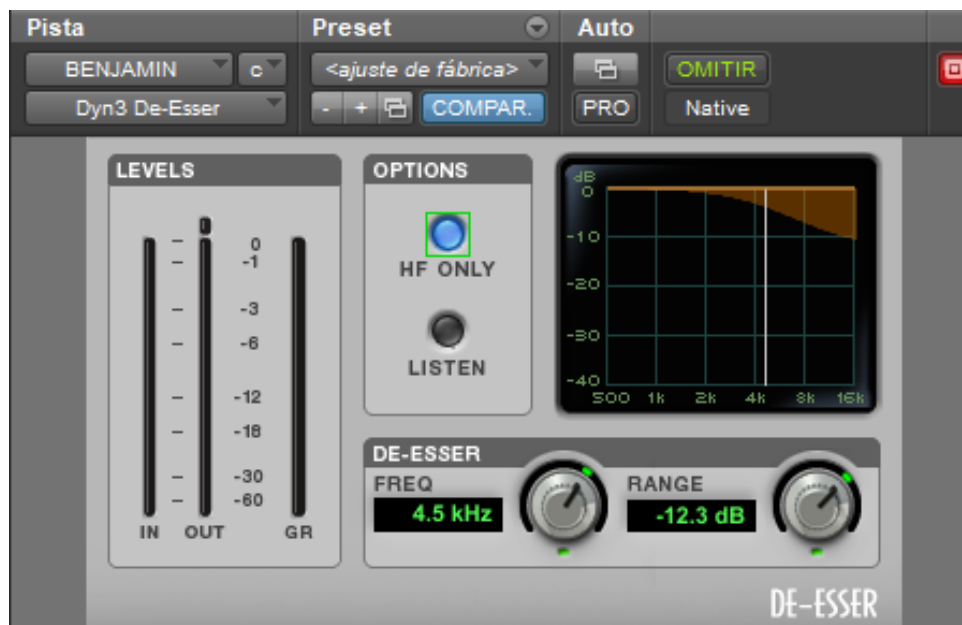 Pista Preset Auto
BENJAMIN c <ajuste de fábrica> OMITIR
Dyn3 De-Esser - + COMPAR. PRO Native
LEVELS
0
-1
-3
-6
-12
-18
-30
-60
IN OUT GR
OPTIONS
HF ONLY
LISTEN
dB
0
-10
-20
-30
-40
500 1k 2k 4k 8k 16k
DE-ESSER
FREQ
4.5 kHz
RANGE
-12.3 dB
DE-ESSER